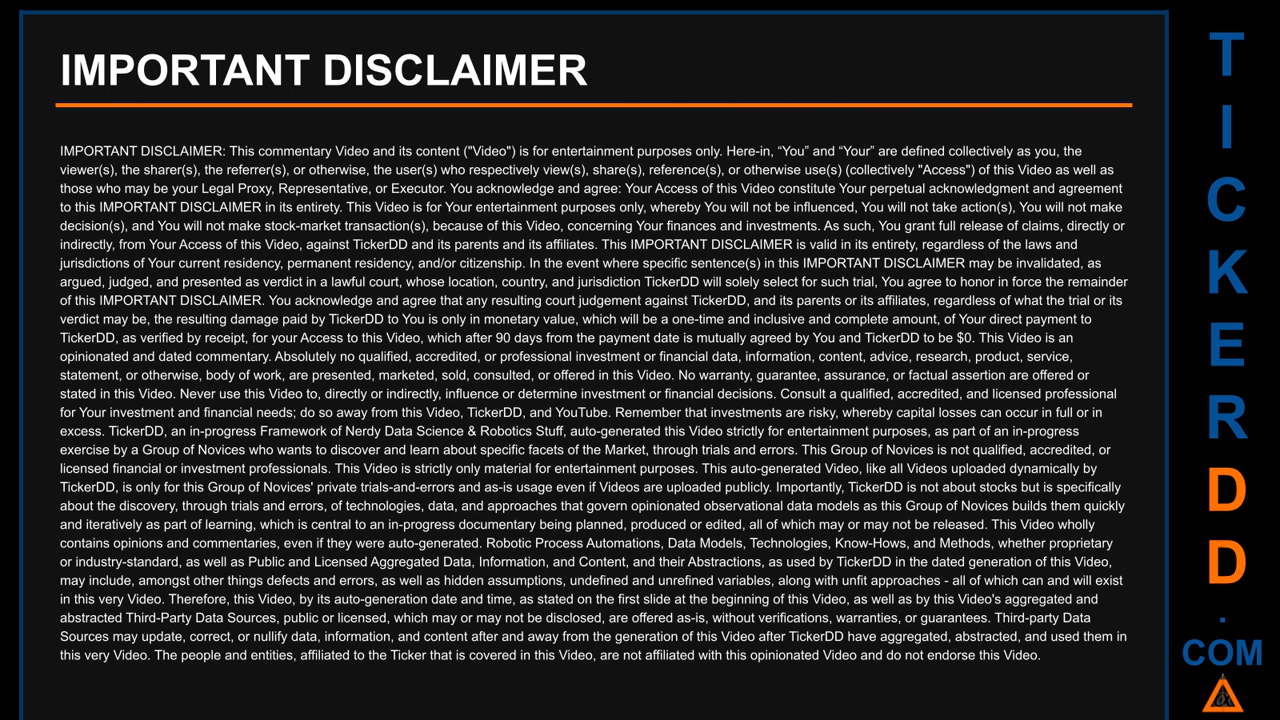 IMPORTANT DISCLAIMER
IMPORTANT DISCLAIMER: This commentary Video and its content ("Video") is for entertainment purposes only. Here-in, “You” and “Your” are defined collectively as you, the
viewer(s), the sharer(s), the referrer(s), or otherwise, the user(s) who respectively view(s), share(s), reference(s), or otherwise use(s) (collectively "Access") of this Video as well as
those who may be your Legal Proxy, Representative, or Executor. You acknowledge and agree: Your Access of this Video constitute Your perpetual acknowledgment and agreement
to this IMPORTANT DISCLAIMER in its entirety. This Video is for Your entertainment purposes only, whereby You will not be influenced, You will not take action(s), You will not make
decision(s), and You will not make stock-market transaction(s), because of this Video, concerning Your finances and investments. As such, You grant full release of claims, directly or
indirectly, from Your Access of this Video, against TickerDD and its parents and its affiliates. This IMPORTANT DISCLAIMER is valid in its entirety, regardless of the laws and
jurisdictions of Your current residency, permanent residency, and/or citizenship. In the event where specific sentence(s) in this IMPORTANT DISCLAIMER may be invalidated, as
argued, judged, and presented as verdict in a lawful court, whose location, country, and jurisdiction TickerDD will solely select for such trial, You agree to honor in force the remainder
of this IMPORTANT DISCLAIMER. You acknowledge and agree that any resulting court judgement against TickerDD, and its parents or its affiliates, regardless of what the trial or its
verdict may be, the resulting damage paid by TickerDD to You is only in monetary value, which will be a one-time and inclusive and complete amount, of Your direct payment to
TickerDD, as verified by receipt, for your Access to this Video, which after 90 days from the payment date is mutually agreed by You and TickerDD to be $0. This Video is an
opinionated and dated commentary. Absolutely no qualified, accredited, or professional investment or financial data, information, content, advice, research, product, service,
statement, or otherwise, body of work, are presented, marketed, sold, consulted, or offered in this Video. No warranty, guarantee, assurance, or factual assertion are offered or
stated in this Video. Never use this Video to, directly or indirectly, influence or determine investment or financial decisions. Consult a qualified, accredited, and licensed professional
for Your investment and financial needs; do so away from this Video, TickerDD, and YouTube. Remember that investments are risky, whereby capital losses can occur in full or in
excess. TickerDD, an in-progress Framework of Nerdy Data Science & Robotics Stuff, auto-generated this Video strictly for entertainment purposes, as part of an in-progress
exercise by a Group of Novices who wants to discover and learn about specific facets of the Market, through trials and errors. This Group of Novices is not qualified, accredited, or
licensed financial or investment professionals. This Video is strictly only material for entertainment purposes. This auto-generated Video, like all Videos uploaded dynamically by
TickerDD, is only for this Group of Novices' private trials-and-errors and as-is usage even if Videos are uploaded publicly. Importantly, TickerDD is not about stocks but is specifically
about the discovery, through trials and errors, of technologies, data, and approaches that govern opinionated observational data models as this Group of Novices builds them quickly
and iteratively as part of learning, which is central to an in-progress documentary being planned, produced or edited, all of which may or may not be released. This Video wholly
contains opinions and commentaries, even if they were auto-generated. Robotic Process Automations, Data Models, Technologies, Know-Hows, and Methods, whether proprietary
or industry-standard, as well as Public and Licensed Aggregated Data, Information, and Content, and their Abstractions, as used by TickerDD in the dated generation of this Video,
may include, amongst other things defects and errors, as well as hidden assumptions, undefined and unrefined variables, along with unfit approaches - all of which can and will exist
in this very Video. Therefore, this Video, by its auto-generation date and time, as stated on the first slide at the beginning of this Video, as well as by this Video's aggregated and
abstracted Third-Party Data Sources, public or licensed, which may or may not be disclosed, are offered as-is, without verifications, warranties, or guarantees. Third-party Data
Sources may update, correct, or nullify data, information, and content after and away from the generation of this Video after TickerDD have aggregated, abstracted, and used them in
this very Video. The people and entities, affiliated to the Ticker that is covered in this Video, are not affiliated with this opinionated Video and do not endorse this Video.
T
I
C
K
E
R
D
D
.
COM